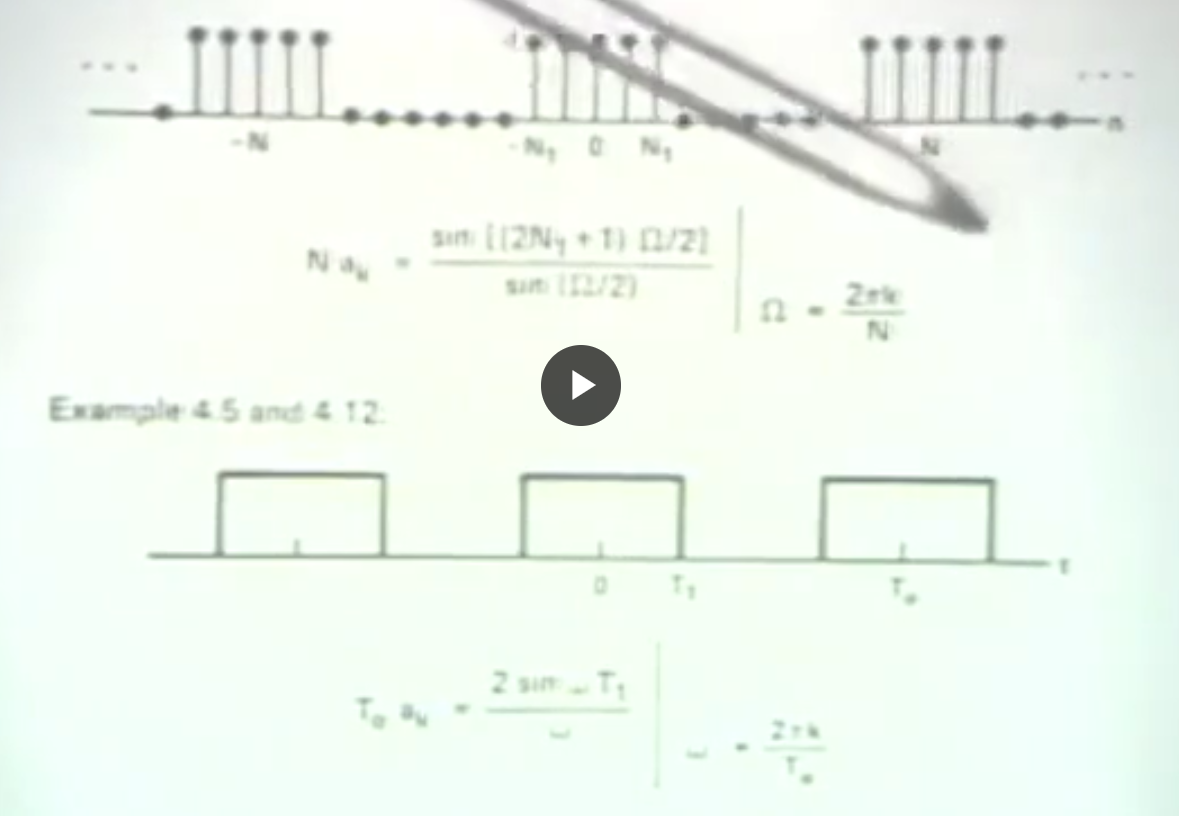 -N -N₁ 0 N₁ N n
N aₖ = sin [(2N₁ + 1) Ω/2] / sin (Ω/2) | Ω = 2πk / N
Example 4.5 and 4.12:
0 T₁ T₀ t
T₀ aₖ = 2 sin ω T₁ / ω | ω = 2πk / T₀